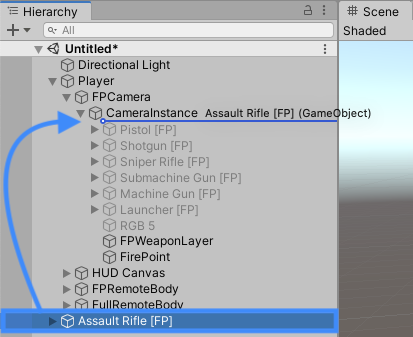 Hierarchy
Scene
All
Shaded
Untitled*
Directional Light
Player
FPCamera
CameraInstance Assault Rifle [FP] (GameObject)
Pistol [FP]
Shotgun [FP]
Sniper Rifle [FP]
Submachine Gun [FP]
Machine Gun [FP]
Launcher [FP]
RGB 5
FPWeaponLayer
FirePoint
HUD Canvas
FPRemoteBody
FullRemoteBody
Assault Rifle [FP]